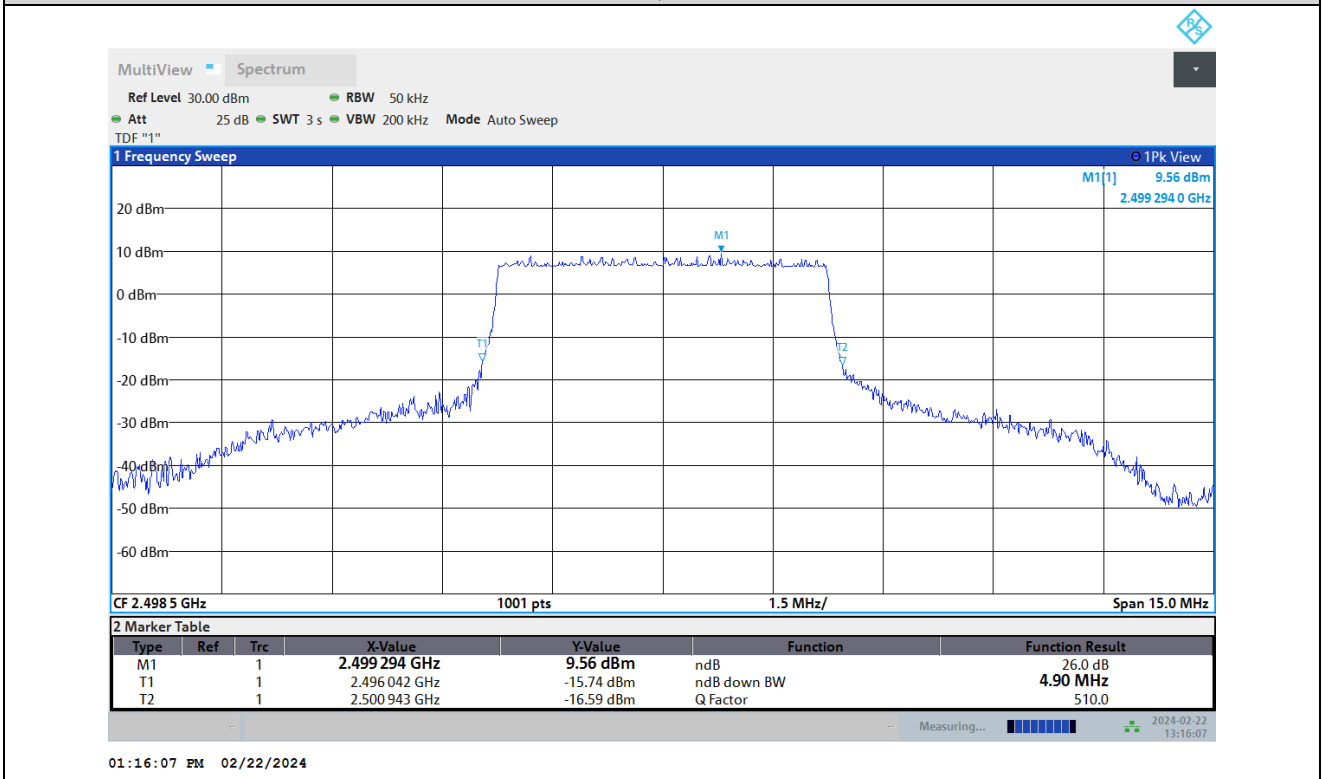 R&S
MultiView Spectrum
Ref Level 30.00 dBm RBW 50 kHz
Att 25 dB SWT 3 s VBW 200 kHz Mode Auto Sweep
TDF "1"
1 Frequency Sweep 1Pk View
M1[1] 9.56 dBm
2.499 294 0 GHz
20 dBm
M1
10 dBm
0 dBm
-10 dBm
T1 T2
-20 dBm
-30 dBm
-40 dBm
-50 dBm
-60 dBm
CF 2.498 5 GHz 1001 pts 1.5 MHz/ Span 15.0 MHz
2 Marker Table
Type Ref Trc X-Value Y-Value Function Function Result
M1 1 2.499 294 GHz 9.56 dBm ndB 26.0 dB
T1 1 2.496 042 GHz -15.74 dBm ndB down BW 4.90 MHz
T2 1 2.500 943 GHz -16.59 dBm Q Factor 510.0
Measuring... 2024-02-22
13:16:07
01:16:07 PM 02/22/2024